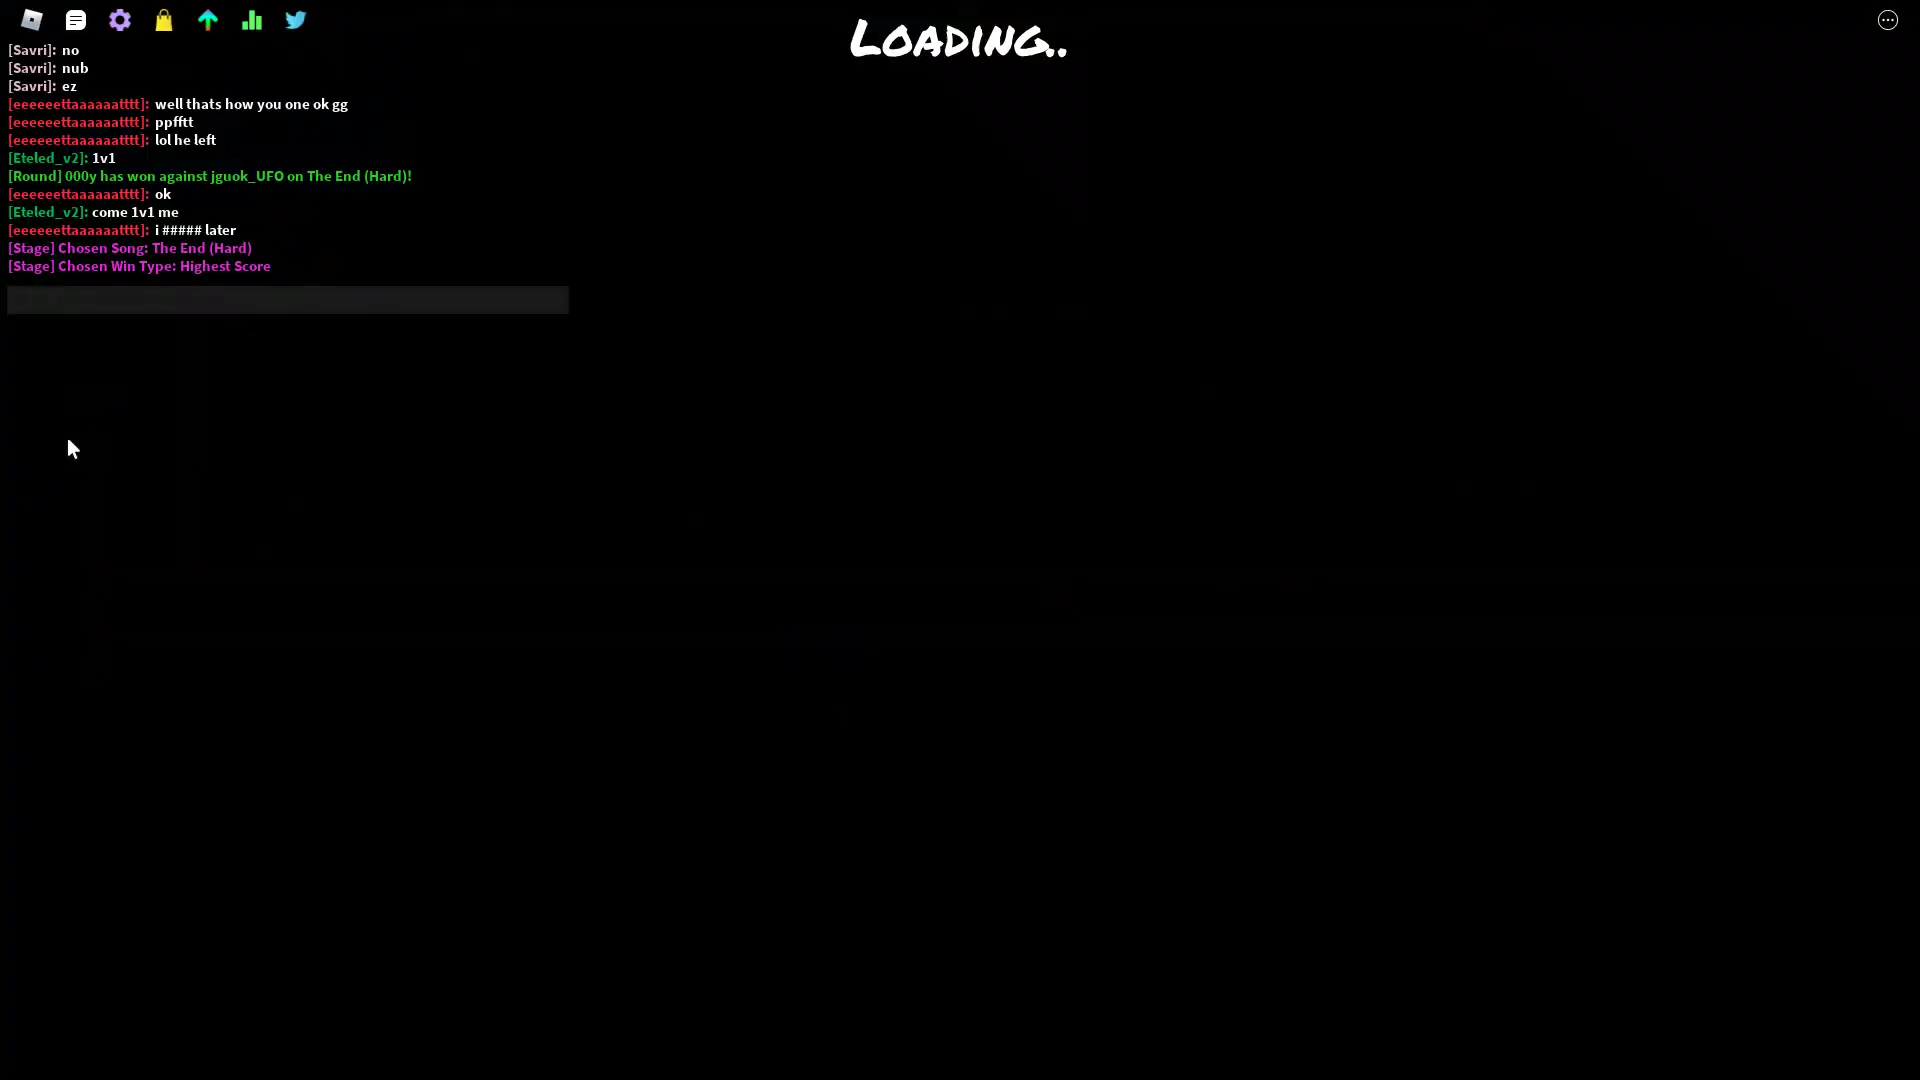 Loading..
[Savri]: no
[Savri]: nub
[Savri]: ez
[eeeeeettaaaaaatttt]: well thats how you one ok gg
[eeeeeettaaaaaatttt]: ppfftt
[eeeeeettaaaaaatttt]: lol he left
[Eteled_v2]: 1v1
[Round] 000y has won against jguok_UFO on The End (Hard)!
[eeeeeettaaaaaatttt]: ok
[Eteled_v2]: come 1v1 me
[eeeeeettaaaaaatttt]: i ##### later
[Stage] Chosen Song: The End (Hard)
[Stage] Chosen Win Type: Highest Score